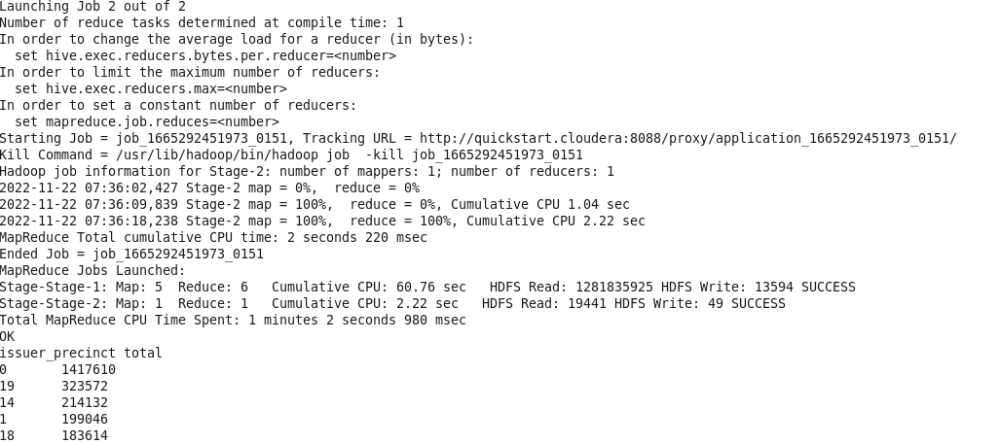 Launching Job 2 out of 2
Number of reduce tasks determined at compile time: 1
In order to change the average load for a reducer (in bytes):
  set hive.exec.reducers.bytes.per.reducer=<number>
In order to limit the maximum number of reducers:
  set hive.exec.reducers.max=<number>
In order to set a constant number of reducers:
  set mapreduce.job.reduces=<number>
Starting Job = job_1665292451973_0151, Tracking URL = http://quickstart.cloudera:8088/proxy/application_1665292451973_0151/
Kill Command = /usr/lib/hadoop/bin/hadoop job  -kill job_1665292451973_0151
Hadoop job information for Stage-2: number of mappers: 1; number of reducers: 1
2022-11-22 07:36:02,427 Stage-2 map = 0%,  reduce = 0%
2022-11-22 07:36:09,839 Stage-2 map = 100%,  reduce = 0%, Cumulative CPU 1.04 sec
2022-11-22 07:36:18,238 Stage-2 map = 100%,  reduce = 100%, Cumulative CPU 2.22 sec
MapReduce Total cumulative CPU time: 2 seconds 220 msec
Ended Job = job_1665292451973_0151
MapReduce Jobs Launched:
Stage-Stage-1: Map: 5  Reduce: 6   Cumulative CPU: 60.76 sec   HDFS Read: 1281835925 HDFS Write: 13594 SUCCESS
Stage-Stage-2: Map: 1  Reduce: 1   Cumulative CPU: 2.22 sec   HDFS Read: 19441 HDFS Write: 49 SUCCESS
Total MapReduce CPU Time Spent: 1 minutes 2 seconds 980 msec
OK
issuer_precinct total
0       1417610
19      323572
14      214132
1       199046
18      183614